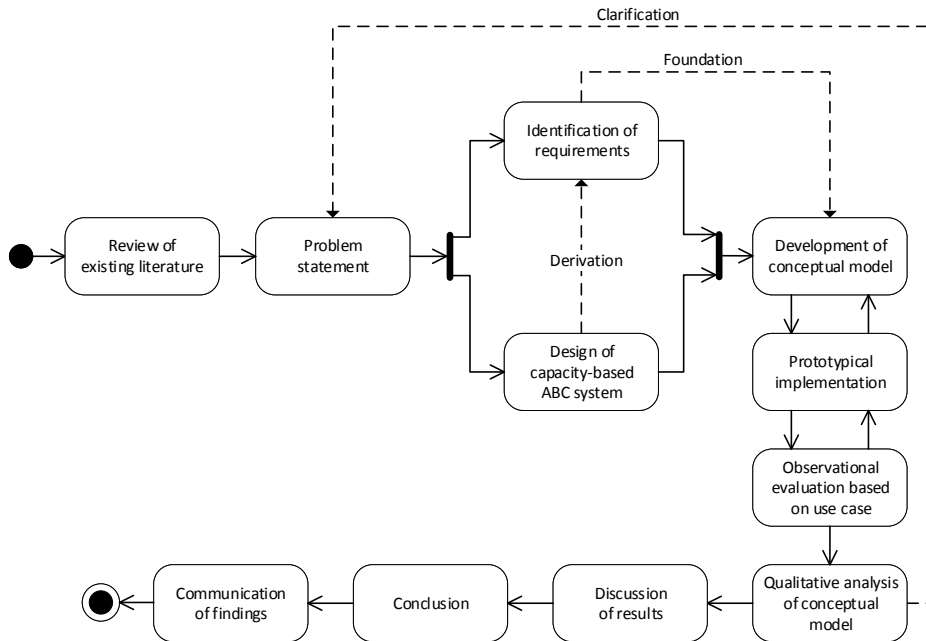 Clarification
Foundation
Identification of
requirements
Review of
existing literature
Problem
statement
Derivation
Development of
conceptual model
Design of
capacity-based
ABC system
Prototypical
implementation
Observational
evaluation based
on use case
Qualitative analysis
of conceptual
model
Discussion
of results
Conclusion
Communication
of findings